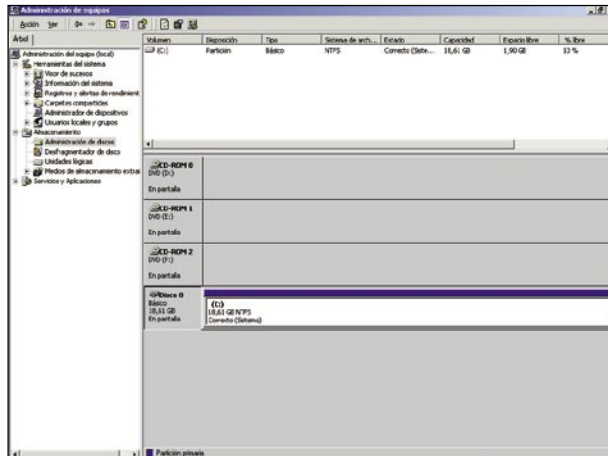 Administración de equipos
Acción Ver
Árbol
Administración del equipo (local)
Herramientas del sistema
Visor de sucesos
Información del sistema
Registros y alertas de rendimient
Carpetas compartidas
Administrador de dispositivos
Usuarios locales y grupos
Almacenamiento
Administración de discos
Desfragmentador de disco
Unidades lógicas
Medios de almacenamiento extraí
Servicios y Aplicaciones
Volumen Disposición Tipo Sistema de arch... Estado Capacidad Espacio libre % libre
(C:) Partición Básico NTFS Correcto (Siste... 18,61 GB 1,90 GB 10 %
CD-ROM 0
DVD (D:)
En pantalla
CD-ROM 1
DVD (E:)
En pantalla
CD-ROM 2
DVD (F:)
En pantalla
Disco 0
Básico
18,61 GB
En pantalla
(C:)
18,61 GB NTFS
Correcto (Sistema)
Partición primaria